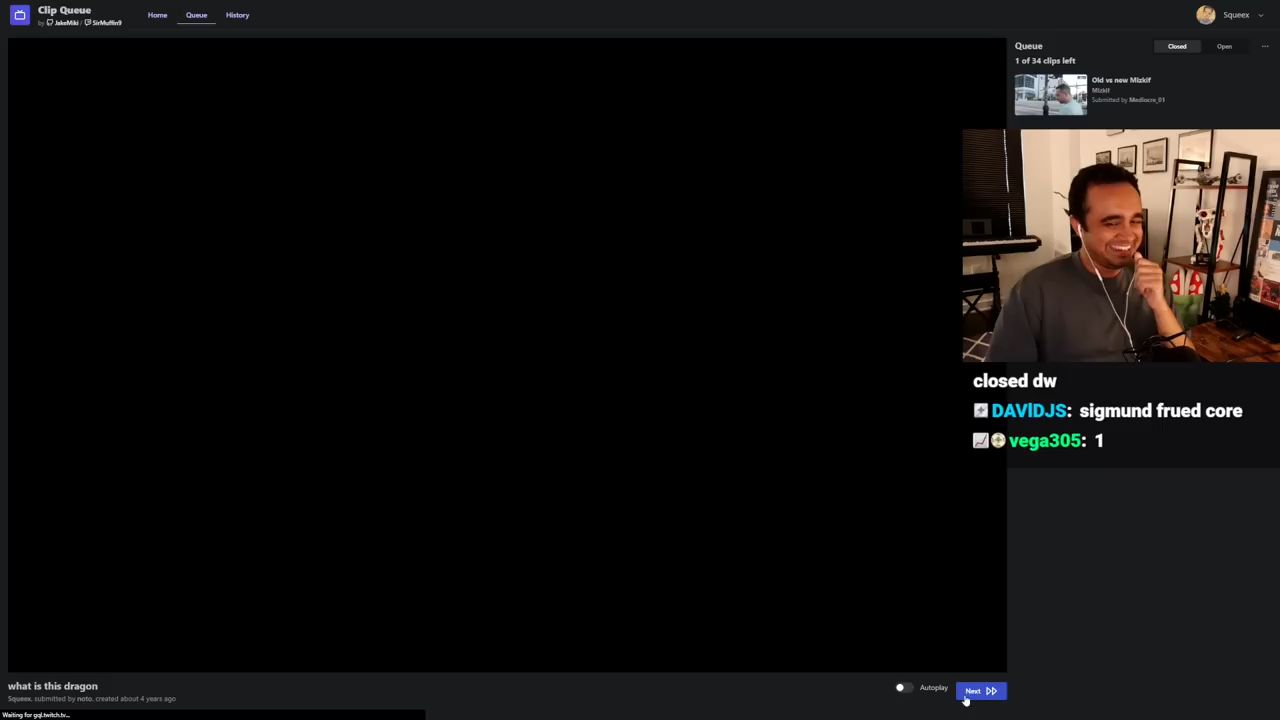 Clip Queue
by JakeMiki / SirMuffin9
Home
Queue
History
Squeex
Queue
Closed
Open
1 of 34 clips left
Old vs new Mizkif
Mizkif
Submitted by Mediocre_01
closed dw
DAVlDJS: sigmund frued core
vega305: 1
what is this dragon
Squeex, submitted by noto, created about 4 years ago
Autoplay
Next
Waiting for gql.twitch.tv...